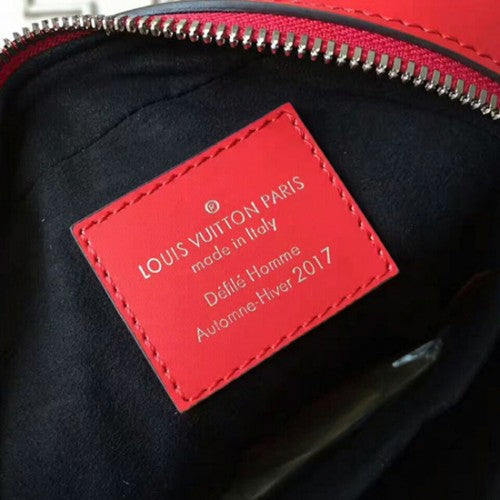 LOUIS VUITTON PARIS
made in Italy
Défilé Homme
Automne-Hiver 2017